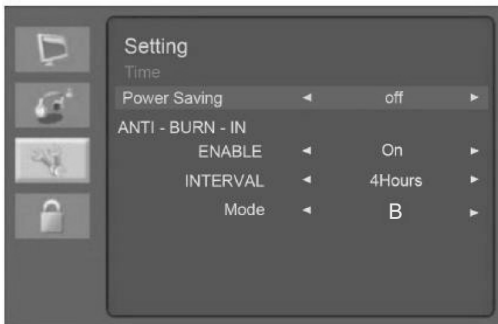 Setting
Time
Power Saving ◄ off ►
ANTI - BURN - IN
ENABLE ◄ On ►
INTERVAL ◄ 4Hours ►
Mode ◄ B ►